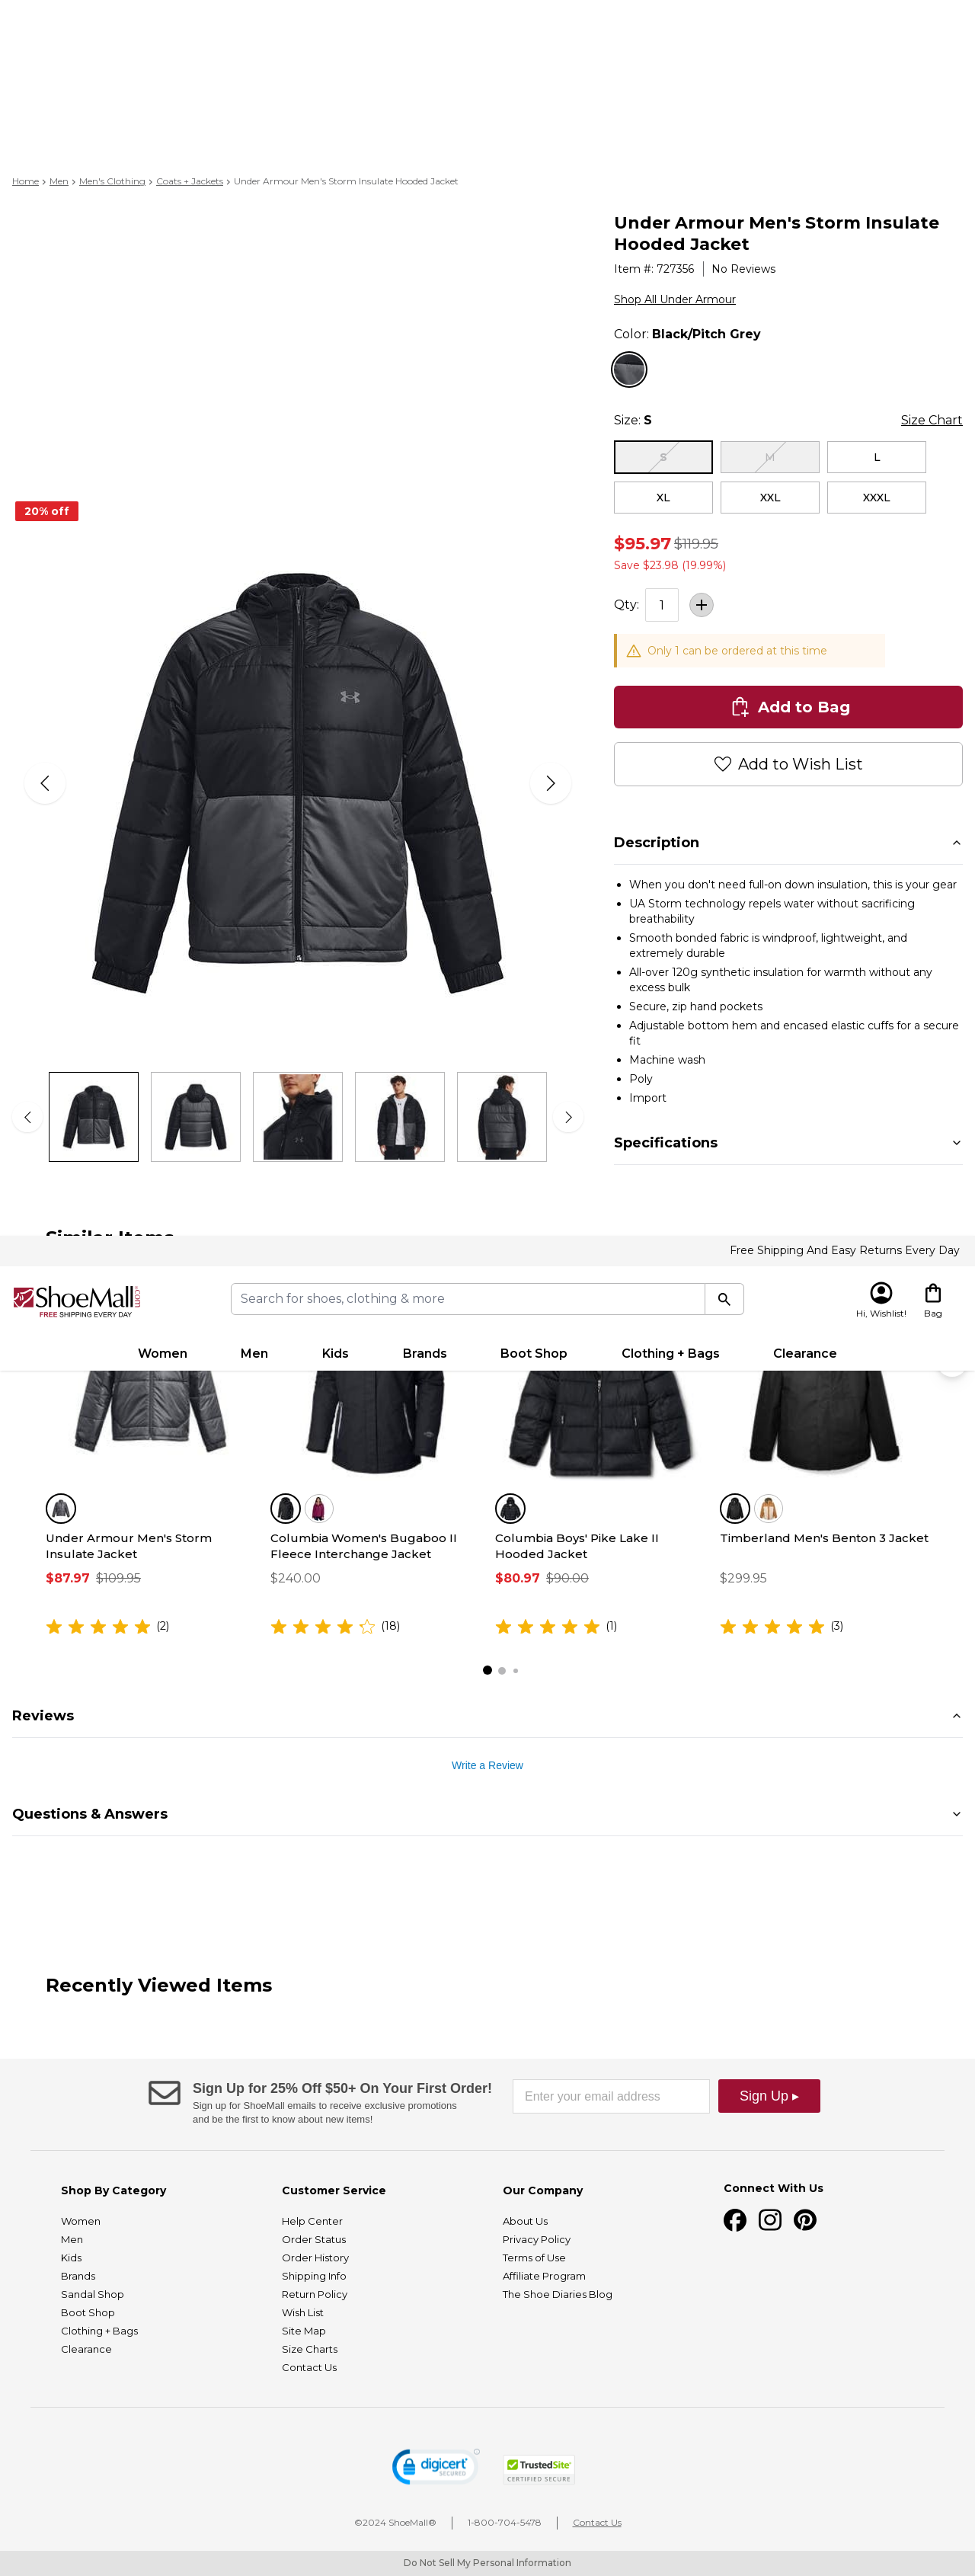 Home > Men > Men's Clothing > Coats + Jackets > Under Armour Men's Storm Insulate Hooded Jacket
Under Armour Men's Storm Insulate
Hooded Jacket
Item #: 727356 | No Reviews
Shop All Under Armour
Color: Black/Pitch Grey
Size: S
Size Chart
S M L
XL XXL XXXL
20% off
$95.97 $119.95
Save $23.98 (19.99%)
Qty: 1
Only 1 can be ordered at this time
Add to Bag
Add to Wish List
Description
When you don't need full-on down insulation, this is your gear
UA Storm technology repels water without sacrificing
breathability
Smooth bonded fabric is windproof, lightweight, and
extremely durable
All-over 120g synthetic insulation for warmth without any
excess bulk
Secure, zip hand pockets
Adjustable bottom hem and encased elastic cuffs for a secure
fit
Machine wash
Poly
Import
Specifications
Similar Items
Free Shipping And Easy Returns Every Day
ShoeMall.com
FREE SHIPPING EVERY DAY
Search for shoes, clothing & more
Hi, Wishlist!
Bag
Women Men Kids Brands Boot Shop Clothing + Bags Clearance
Under Armour Men's Storm
Insulate Jacket
$87.97 $109.95
(2)
Columbia Women's Bugaboo II
Fleece Interchange Jacket
$240.00
(18)
Columbia Boys' Pike Lake II
Hooded Jacket
$80.97 $90.00
(1)
Timberland Men's Benton 3 Jacket
$299.95
(3)
Reviews
Write a Review
Questions & Answers
Recently Viewed Items
Sign Up for 25% Off $50+ On Your First Order!
Sign up for ShoeMall emails to receive exclusive promotions
and be the first to know about new items!
Enter your email address
Sign Up ▸
Shop By Category
Women
Men
Kids
Brands
Sandal Shop
Boot Shop
Clothing + Bags
Clearance
Customer Service
Help Center
Order Status
Order History
Shipping Info
Return Policy
Wish List
Site Map
Size Charts
Contact Us
Our Company
About Us
Privacy Policy
Terms of Use
Affiliate Program
The Shoe Diaries Blog
Connect With Us
digicert
SECURED
TrustedSite
CERTIFIED SECURE
©2024 ShoeMall® | 1-800-704-5478 | Contact Us
Do Not Sell My Personal Information